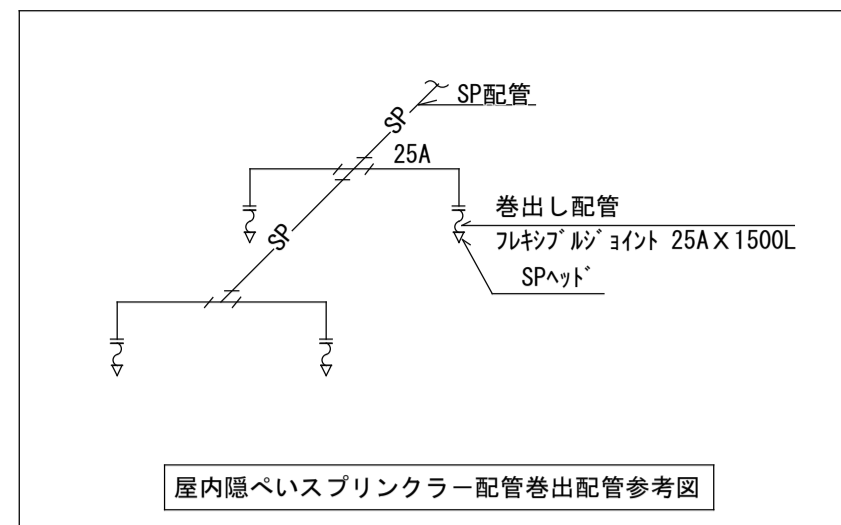 SP配管
SP
25A
巻出し配管
フレキシブルジョイント 25A×1500L
SP
SPヘッド
屋内隠ぺいスプリンクラー配管巻出配管参考図